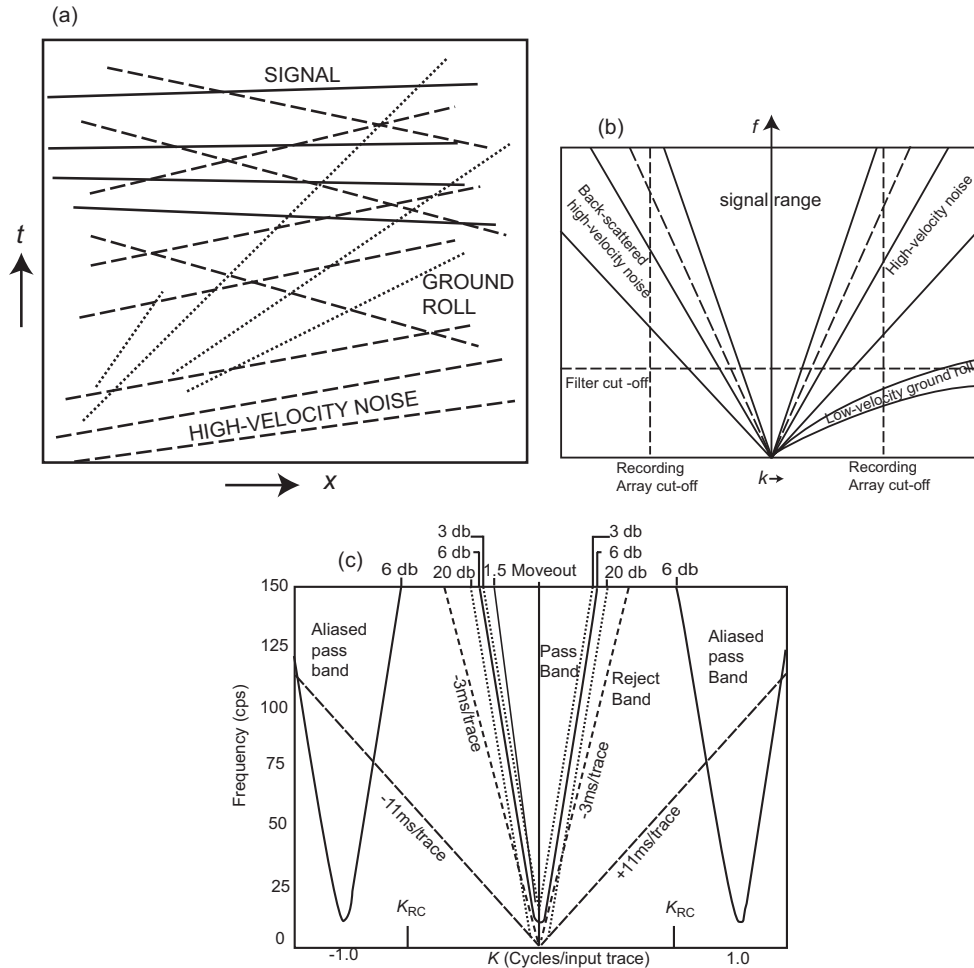 (a)
SIGNAL
t
GROUND
ROLL
HIGH-VELOCITY NOISE
x
(b)
f
signal range
Back-scattered
high-velocity noise
High-velocity noise
Filter cut -off
Low-velocity ground roll
Recording
Array cut-off
k
Recording
Array cut-off
(c)
3 db
6 db
20 db
6 db
1.5 Moveout
3 db
6 db
20 db
6 db
150
125
100
75
50
25
0
Frequency (cps)
Aliased
pass
band
Pass
Band
Reject
Band
Aliased
pass
Band
-3ms/trace
-3ms/trace
-11ms/trace
+11ms/trace
KRC
KRC
-1.0
K (Cycles/input trace)
1.0